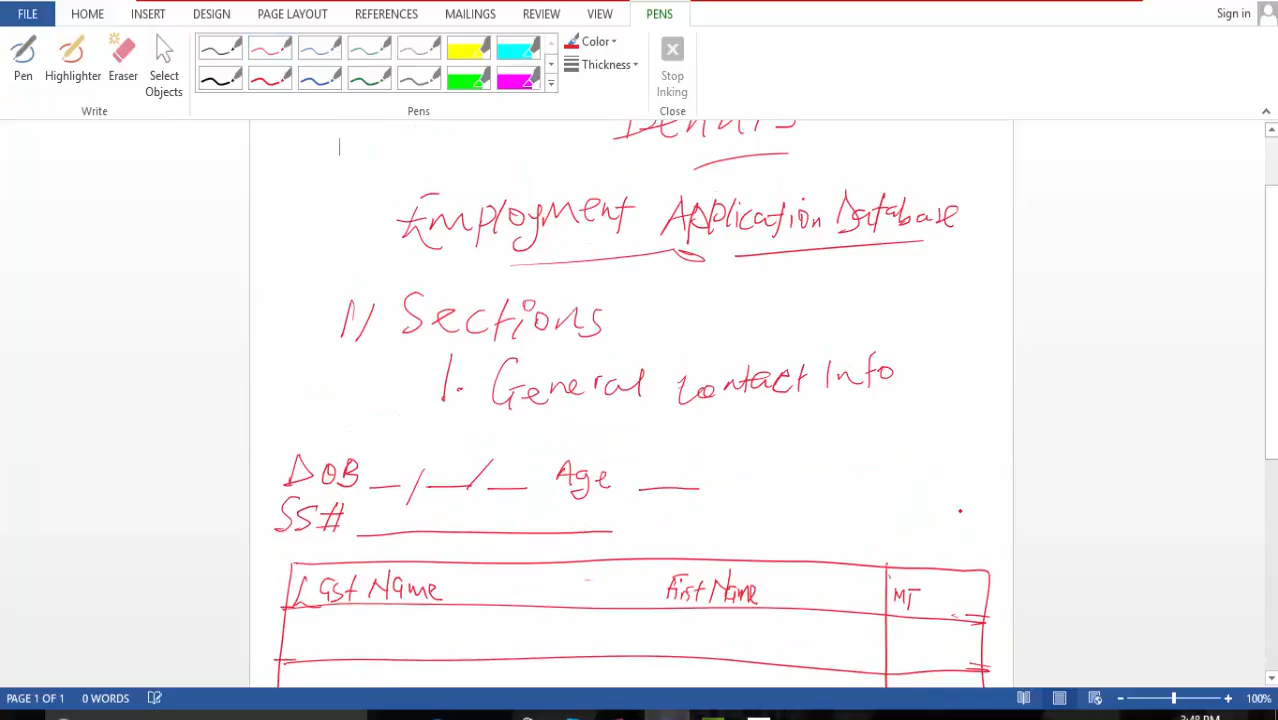 FILE HOME INSERT DESIGN PAGE LAYOUT REFERENCES MAILINGS REVIEW VIEW PENS Sign in
Pen Highlighter Eraser Select Objects Color Thickness Stop Inking
Write Pens Close
Employment Application Database
1) Sections
1. General Contact Info
DOB __/__/__ Age __
SS# ____
Last Name First Name MI
PAGE 1 OF 1 0 WORDS 100%